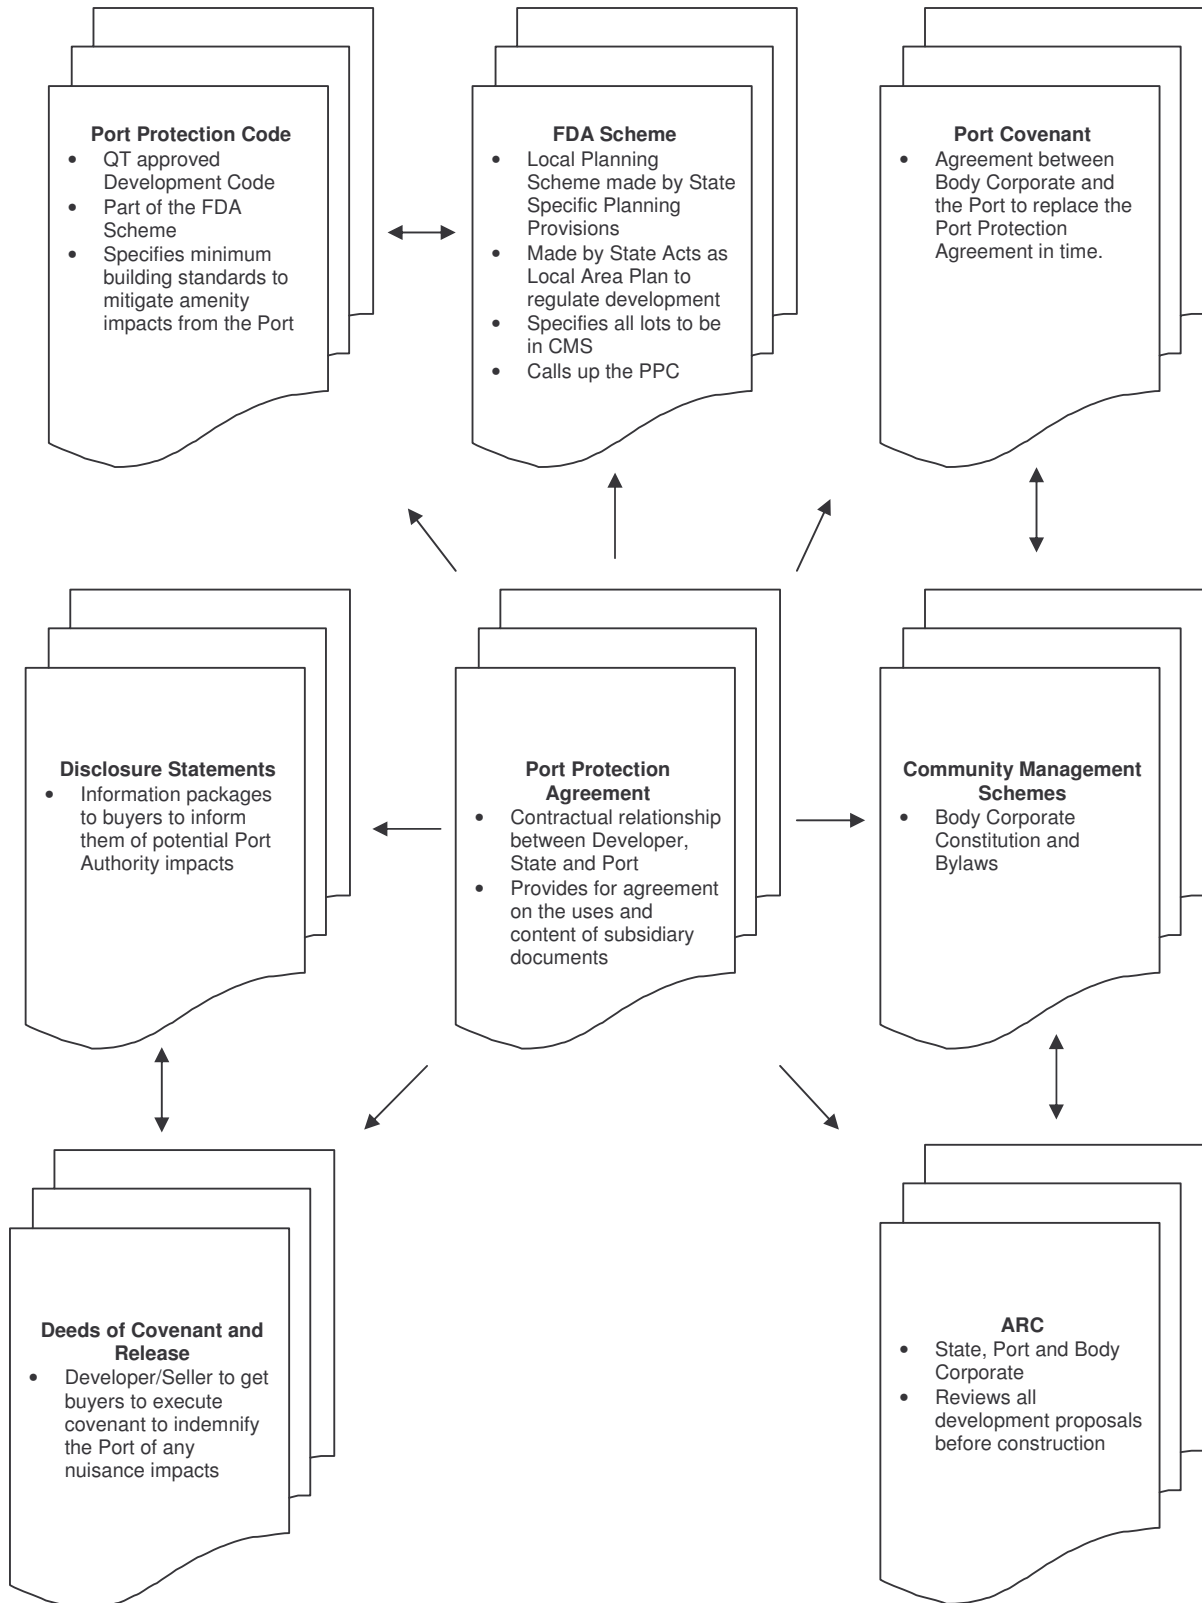 Port Protection Code
• QT approved
Development Code
• Part of the FDA
Scheme
• Specifies minimum
building standards to
mitigate amenity
impacts from the Port
FDA Scheme
• Local Planning
Scheme made by State
Specific Planning
Provisions
• Made by State Acts as
Local Area Plan to
regulate development
• Specifies all lots to be
in CMS
• Calls up the PPC
Port Covenant
• Agreement between
Body Corporate and
the Port to replace the
Port Protection
Agreement in time.
Disclosure Statements
• Information packages
to buyers to inform
them of potential Port
Authority impacts
Port Protection
Agreement
• Contractual relationship
between Developer,
State and Port
• Provides for agreement
on the uses and
content of subsidiary
documents
Community Management
Schemes
• Body Corporate
Constitution and
Bylaws
Deeds of Covenant and
Release
• Developer/Seller to get
buyers to execute
covenant to indemnify
the Port of any
nuisance impacts
ARC
• State, Port and Body
Corporate
• Reviews all
development proposals
before construction